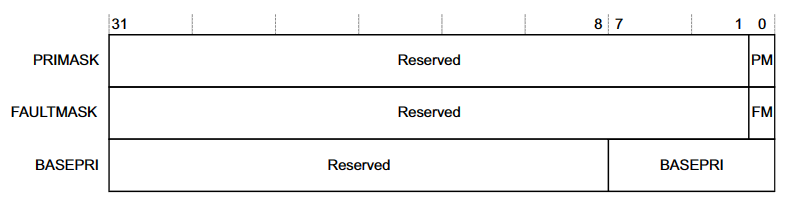 31 8 7 1 0
PRIMASK Reserved PM
FAULTMASK Reserved FM
BASEPRI Reserved BASEPRI